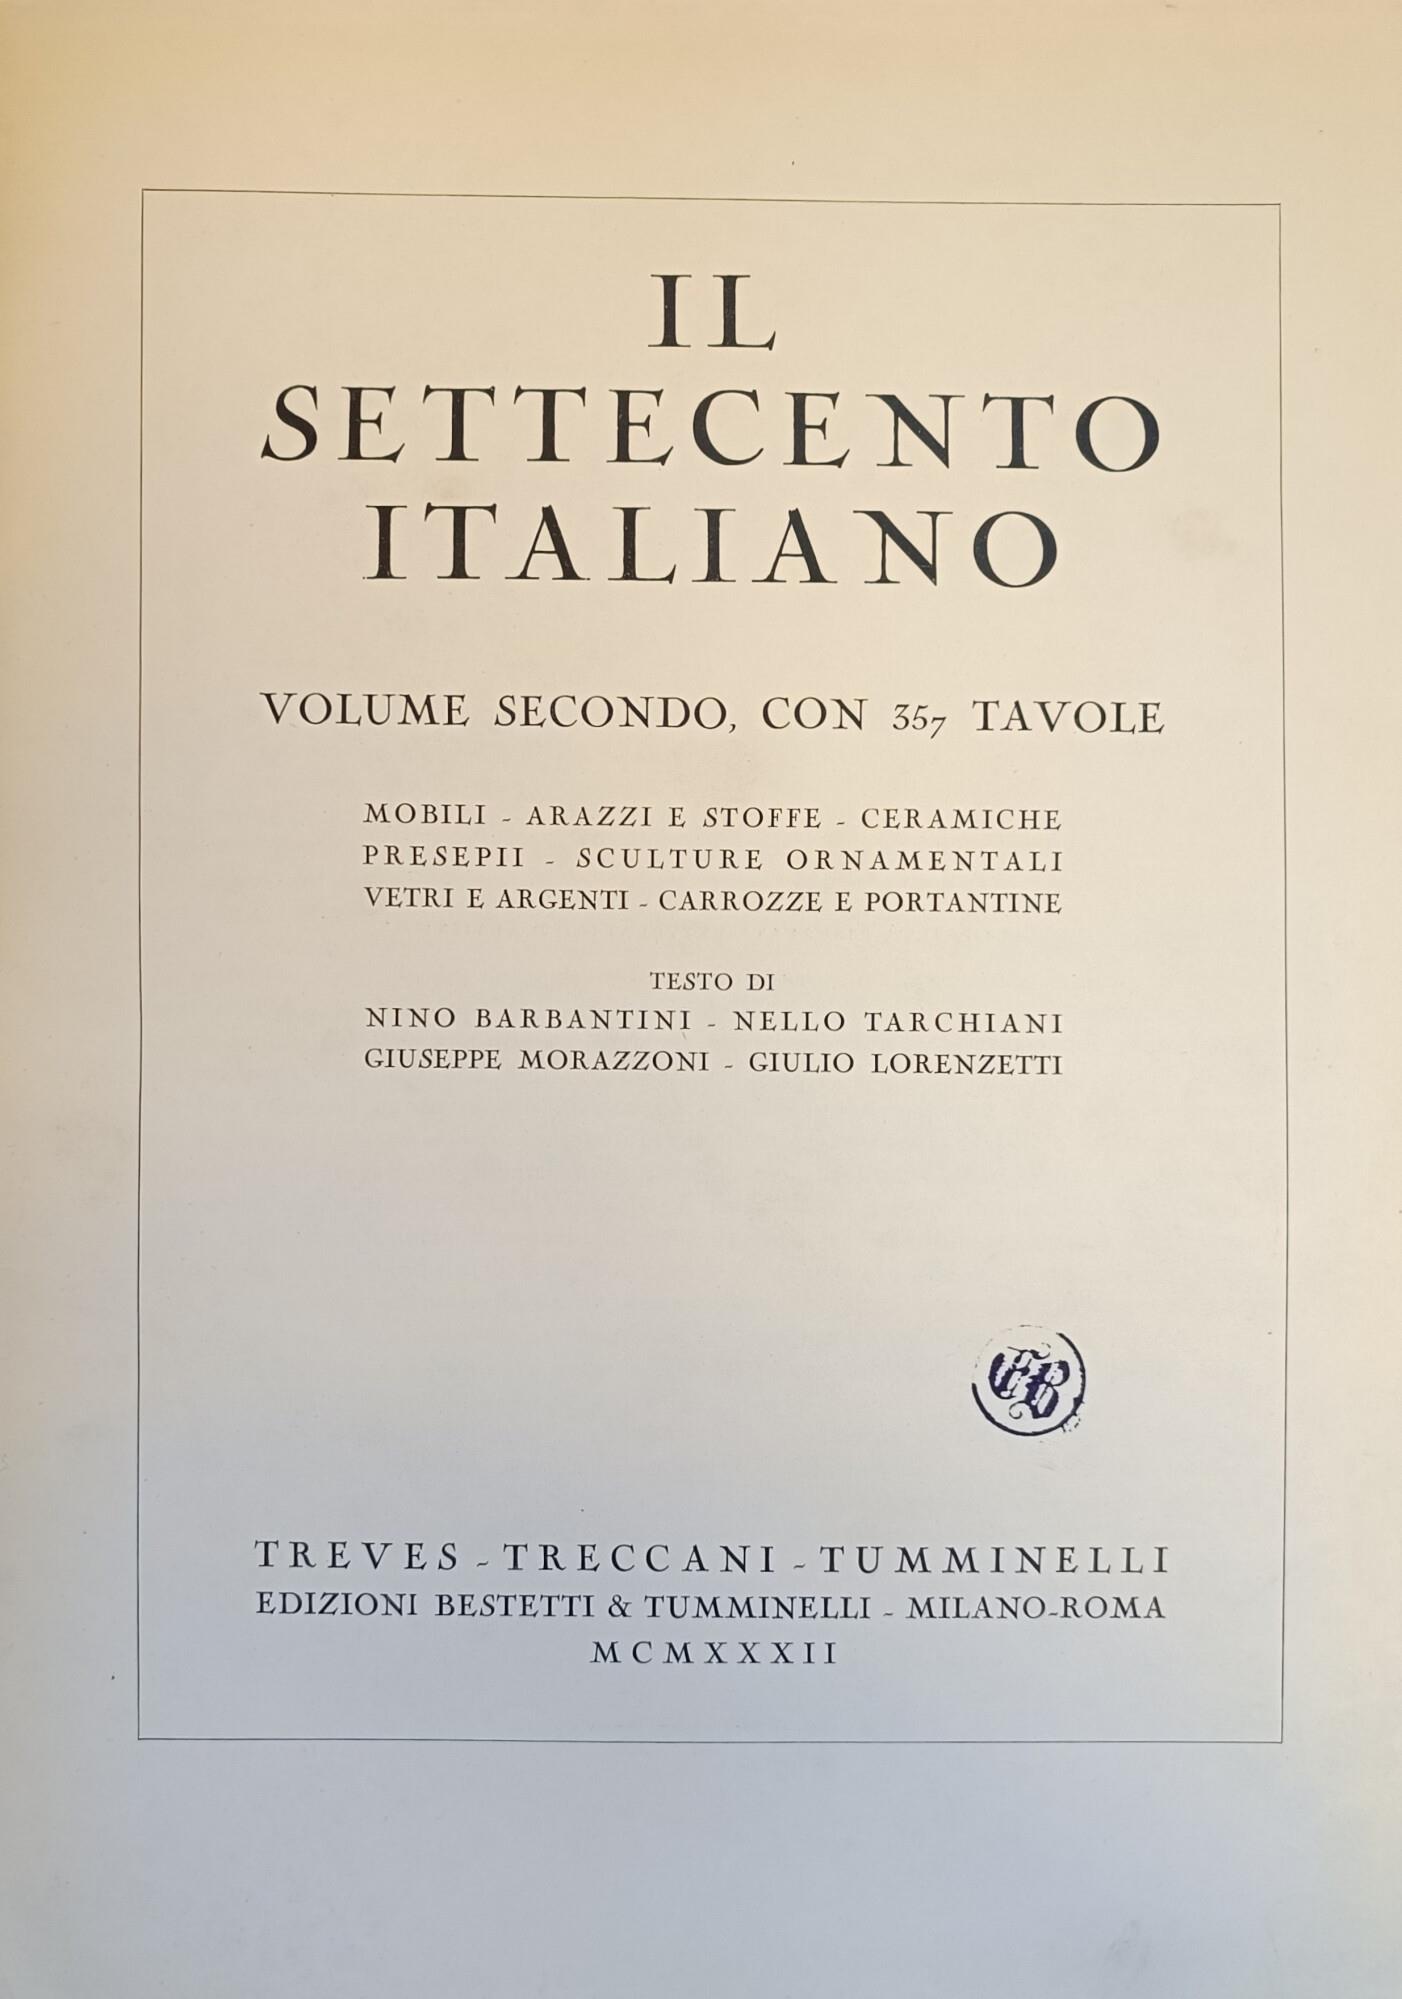 IL
SETTECENTO
ITALIANO
VOLUME SECONDO, CON 357 TAVOLE
MOBILI - ARAZZI E STOFFE - CERAMICHE
PRESEPII - SCULTURE ORNAMENTALI
VETRI E ARGENTI - CARROZZE E PORTANTINE
TESTO DI
NINO BARBANTINI - NELLO TARCHIANI
GIUSEPPE MORAZZONI - GIULIO LORENZETTI
TREVES - TRECCANI - TUMMINELLI
EDIZIONI BESTETTI & TUMMINELLI - MILANO-ROMA
MCMXXXII